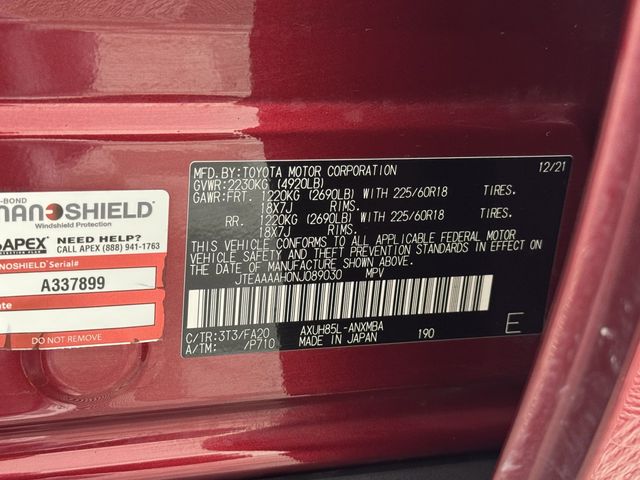 MFD. BY: TOYOTA MOTOR CORPORATION 12/21
GVWR: 2230KG (4920LB)
GAWR: FRT. 1220KG (2690LB) WITH 225/60R18 TIRES.
18X7J RIMS.
RR. 1220KG (2690LB) WITH 225/60R18 TIRES.
18X7J RIMS.
THIS VEHICLE CONFORMS TO ALL APPLICABLE FEDERAL MOTOR
VEHICLE SAFETY AND THEFT PREVENTION STANDARDS IN EFFECT ON
THE DATE OF MANUFACTURE SHOWN ABOVE.
JTEAAAAH0NJ089030 MPV
C/TR: 3T3/FA20 AXUH85L-ANXMBA 190
A/TM: /P710 MADE IN JAPAN E
-BOND
NANOSHIELD
Windshield Protection
APEX NEED HELP?
CALL APEX (888) 941-1763
NOSHIELD Serial#
A337899
ate
DO NOT REMOVE